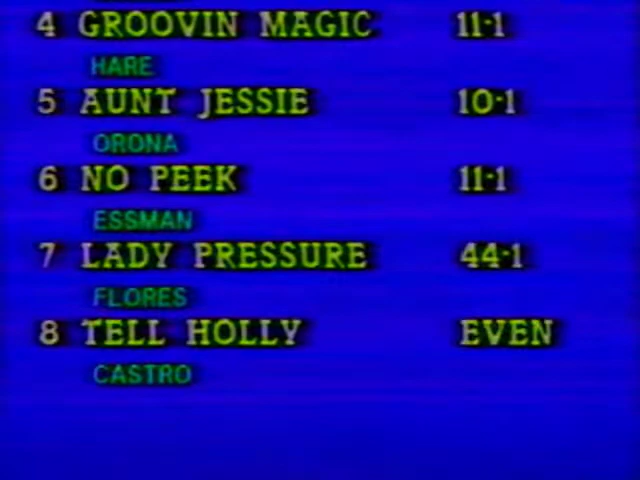 4 GROOVIN MAGIC 11-1
HARE
5 AUNT JESSIE 10-1
ORONA
6 NO PEEK 11-1
ESSMAN
7 LADY PRESSURE 44-1
FLORES
8 TELL HOLLY EVEN
CASTRO